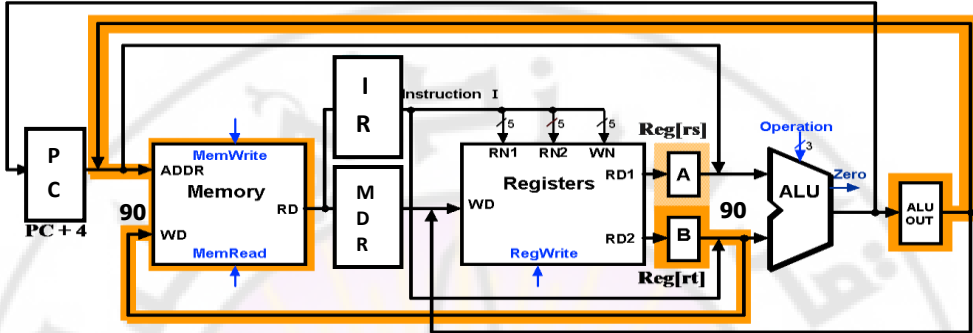 P
C
PC + 4
MemWrite
ADDR
Memory
RD
90
WD
MemRead
I
R
Instruction I
M
D
R
5
5
5
RN1
RN2
WN
Registers
RD1
WD
RD2
RegWrite
Reg[rs]
A
90
B
Reg[rt]
Operation
3
Zero
ALU
ALU
OUT